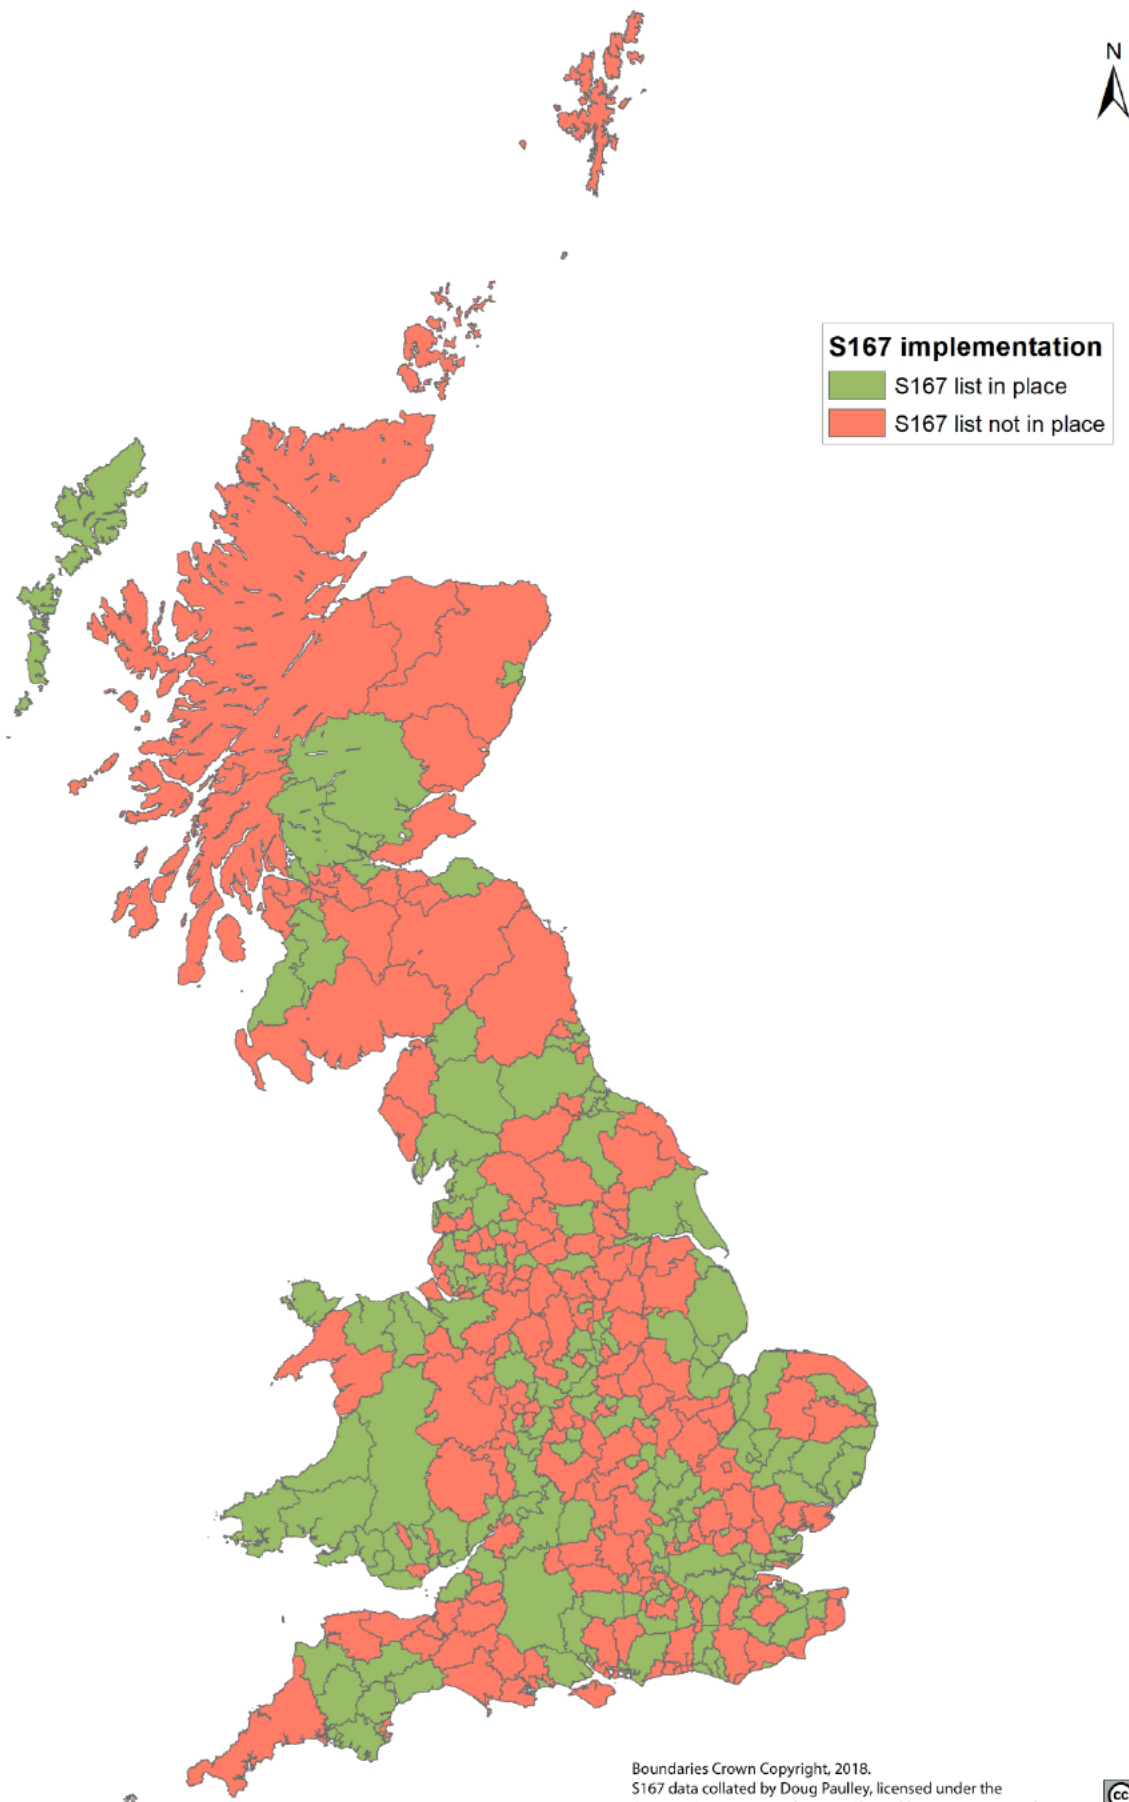 N
S167 implementation
S167 list in place
S167 list not in place
Boundaries Crown Copyright, 2018.
S167 data collated by Doug Paulley, licensed under the
cc